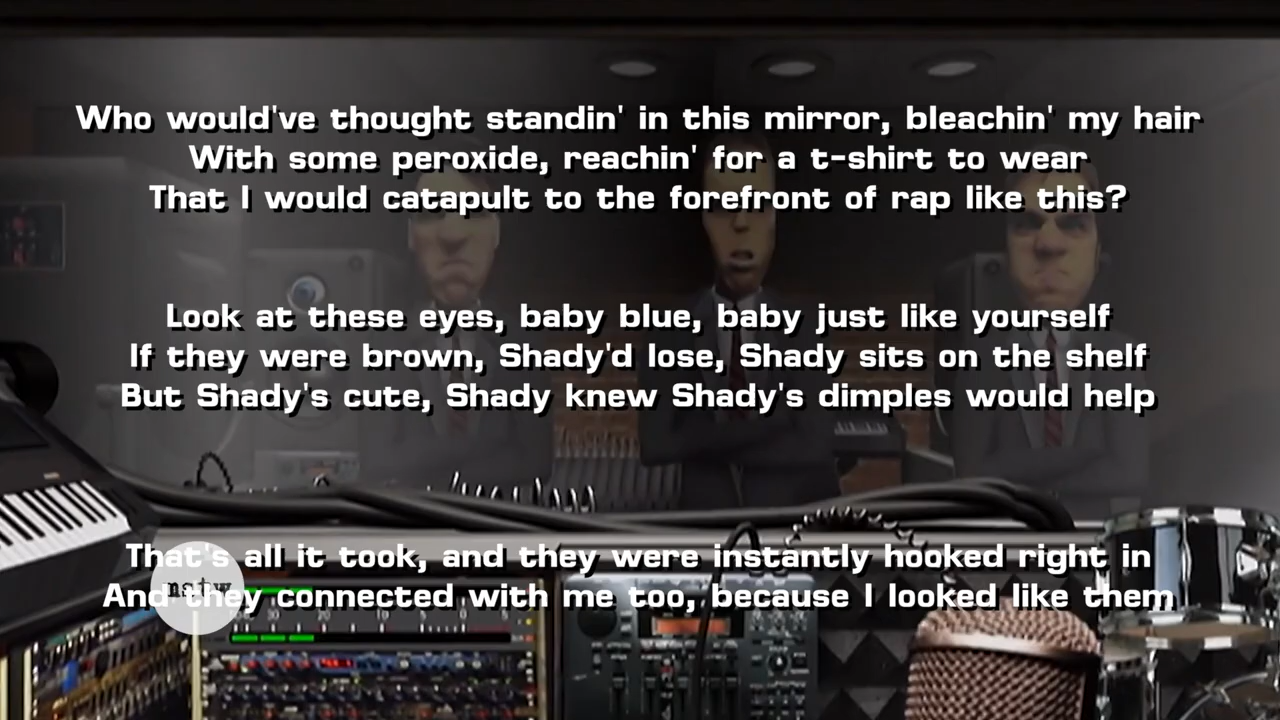 Who would've thought standin' in this mirror, bleachin' my hair
With some peroxide, reachin' for a t-shirt to wear
That I would catapult to the forefront of rap like this?
Look at these eyes, baby blue, baby just like yourself
If they were brown, Shady'd lose, Shady sits on the shelf
But Shady's cute, Shady knew Shady's dimples would help
That's all it took, and they were instantly hooked right in
And they connected with me too, because I looked like them